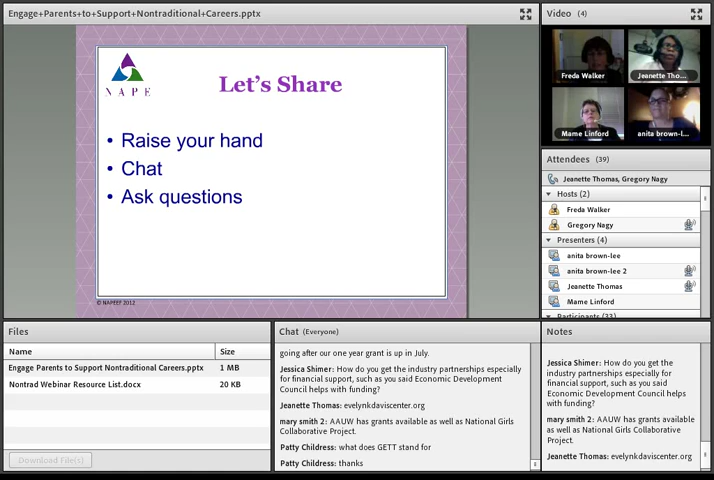 Engage+Parents+to+Support+Nontraditional+Careers.pptx
NAPE
Let's Share
• Raise your hand
• Chat
• Ask questions
© NAPEEF 2012
Video (4)
Freda Walker
Jeanette Tho...
Mame Linford
anita brown-l...
Attendees (39)
Jeanette Thomas, Gregory Nagy
Hosts (2)
Freda Walker
Gregory Nagy
Presenters (4)
anita brown-lee
anita brown-lee 2
Jeanette Thomas
Mame Linford
Participants (33)
Files
Name Size
Engage Parents to Support Nontraditional Careers.pptx 1 MB
Nontrad Webinar Resource List.docx 20 KB
Download File(s)
Chat (Everyone)
going after our one year grant is up in July.
Jessica Shimer: How do you get the
industry partnerships especially for
financial support, such as you said Economic Development
Council helps with funding?
Jeanette Thomas: evelynkdaviscenter.org
mary smith 2: AAUW has grants available as well as National Girls
Collaborative Project.
Patty Childress: what does GETT stand for
Patty Childress: thanks
Notes
Jessica Shimer: How do you get the
industry partnerships especially for
financial support, such as you said
Economic Development Council helps
with funding?
mary smith 2: AAUW has grants available
as well as National Girls Collaborative
Project.
Jeanette Thomas: evelynkdaviscenter.org